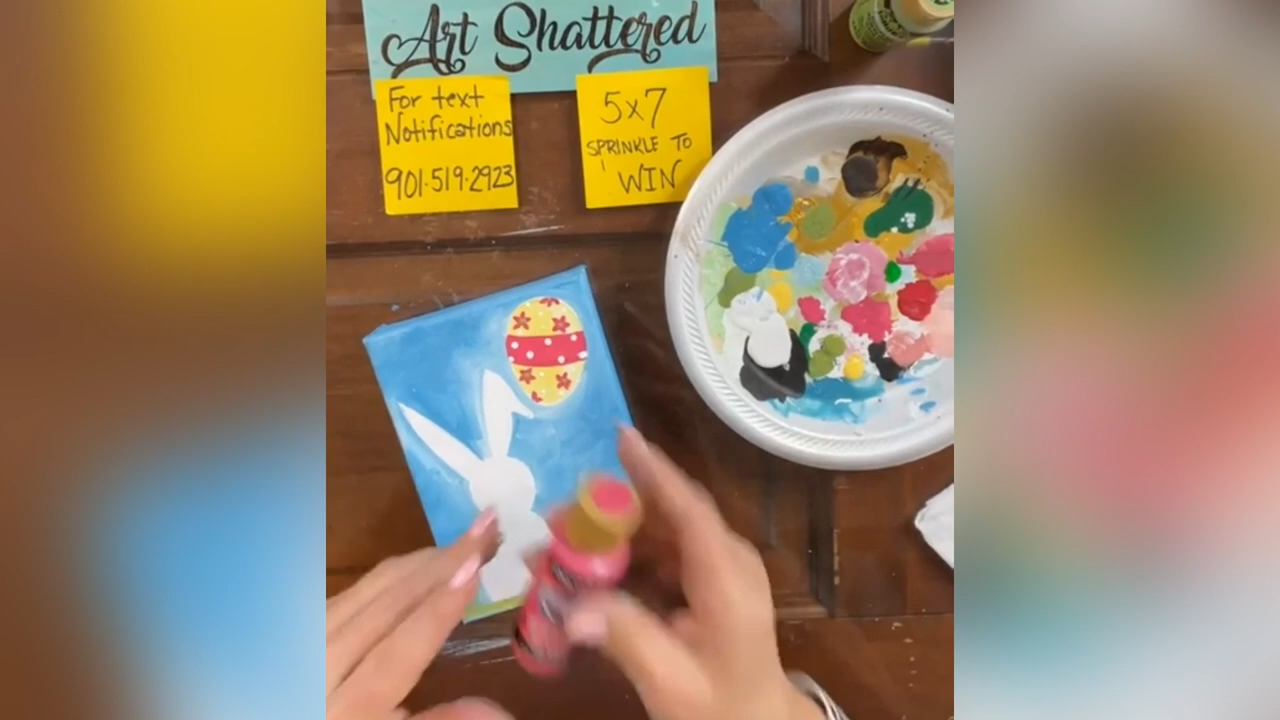 Art Shattered
For text
Notifications
901.519.2923
5x7
SPRINKLE TO
WIN